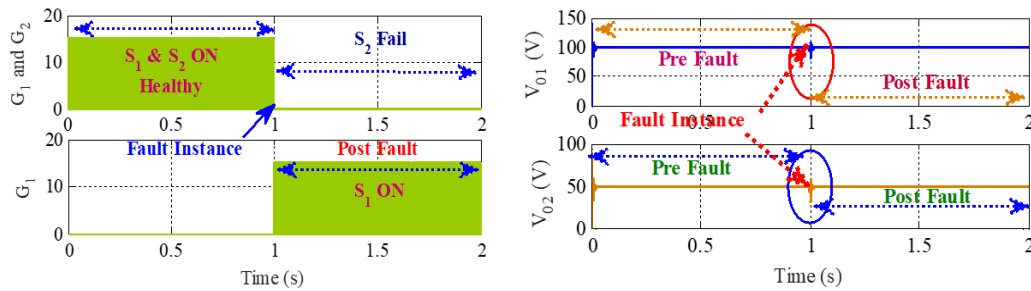 G1 and G2
20
10
0
S1 & S2 ON
Healthy
S2 Fail
0
0.5
1
1.5
2
Fault Instance
Post Fault
G1
20
10
0
S1 ON
0
0.5
1
1.5
2
Time (s)
V01 (V)
150
100
50
0
Pre Fault
Post Fault
0
0.5
1
1.5
2
Fault Instance
V02 (V)
100
50
0
Pre Fault
Post Fault
0
0.5
1
1.5
2
Time (s)